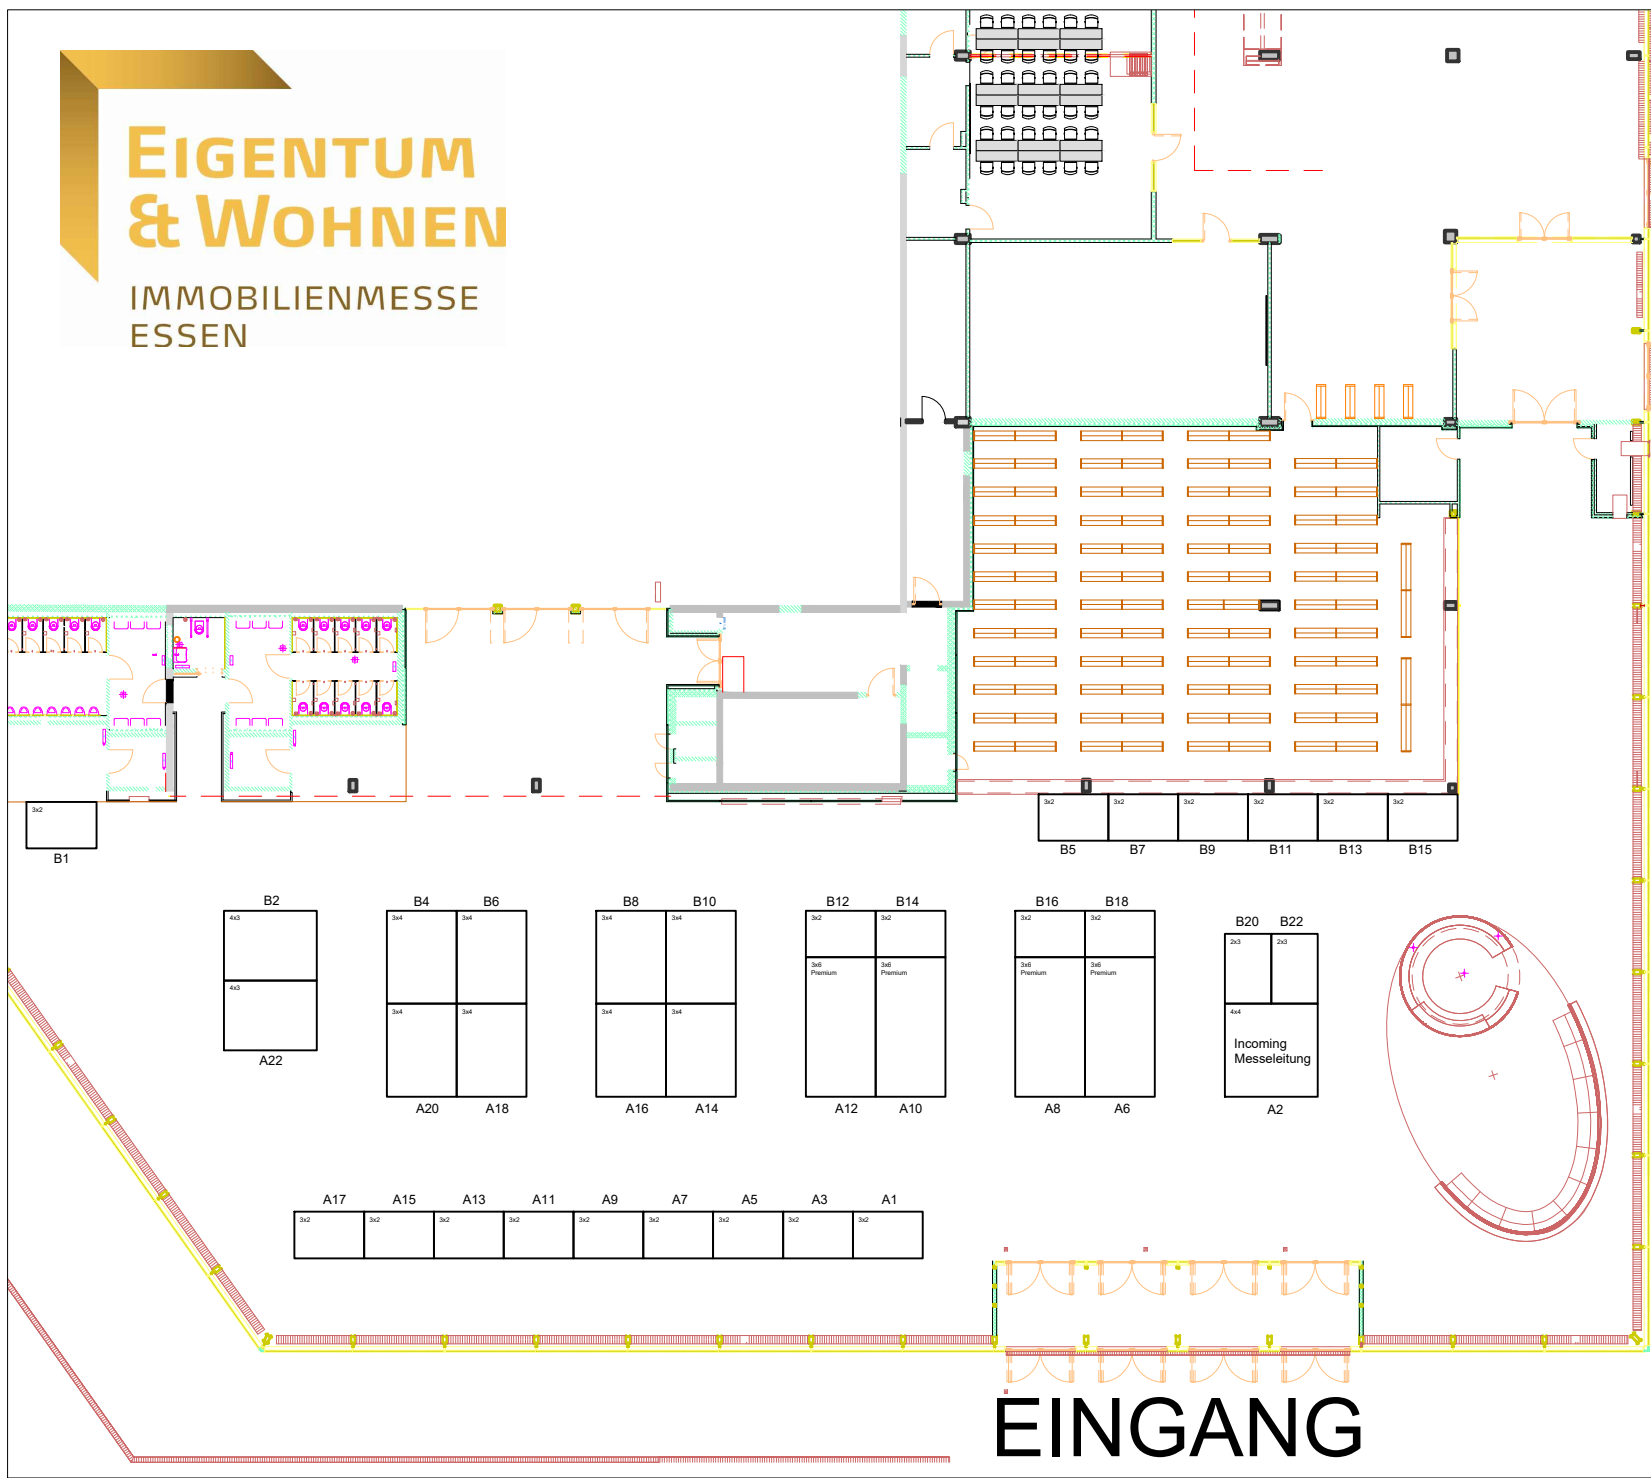 EIGENTUM
& WOHNEN
IMMOBILIENMESSE
ESSEN
3x2
B1
3x2 3x2 3x2 3x2 3x2 3x2
B5 B7 B9 B11 B13 B15
B2 B4 B6 B8 B10 B12 B14 B16 B18 B20 B22
4x3 3x4 3x4 3x4 3x4 3x2 3x2 3x2 3x2 2x3 2x3
3x6 3x6 3x6 3x6
Premium Premium Premium Premium
4x3 3x4 3x4 3x4 3x4 4x4
Incoming
Messeleitung
A22 A20 A18 A16 A14 A12 A10 A8 A6 A2
A17 A15 A13 A11 A9 A7 A5 A3 A1
3x2 3x2 3x2 3x2 3x2 3x2 3x2 3x2 3x2
EINGANG